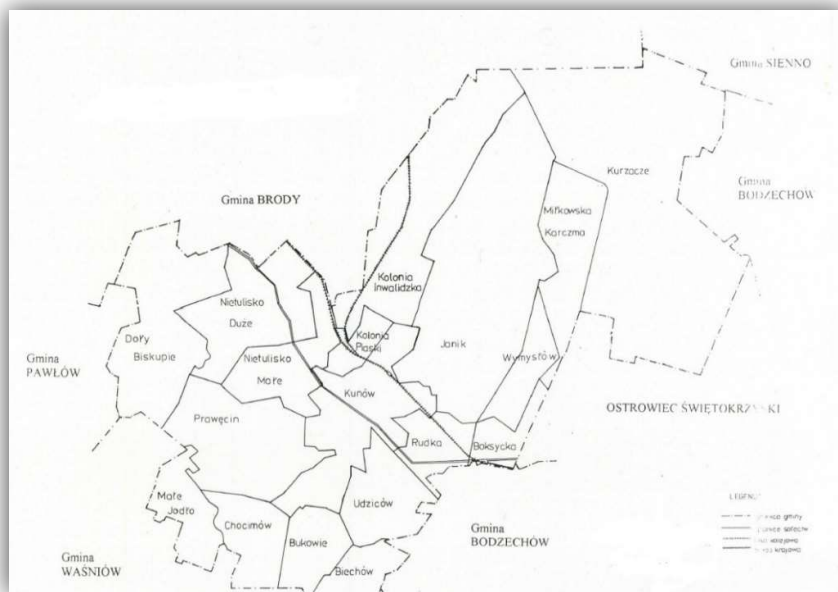 Gmina SIENNO
Kurzacze
Gmina
BODZECHÓW
Miłkowska
Karczma
Gmina BRODY
Kolonia
Inwalidzka
Nietulisko
Duże
Kolonia
Piaski
Janik
Doły
Biskupie
Wymysłów
Gmina
PAWŁÓW
Nietulisko
Małe
Kunów
OSTROWIEC ŚWIĘTOKRZYSKI
Prawęcin
Rudka
Boksycka
Małe
Jodło
Udziców
Chocimów
Gmina
BODZECHÓW
Bukowie
Gmina
WAŚNIÓW
Biechów
gminy